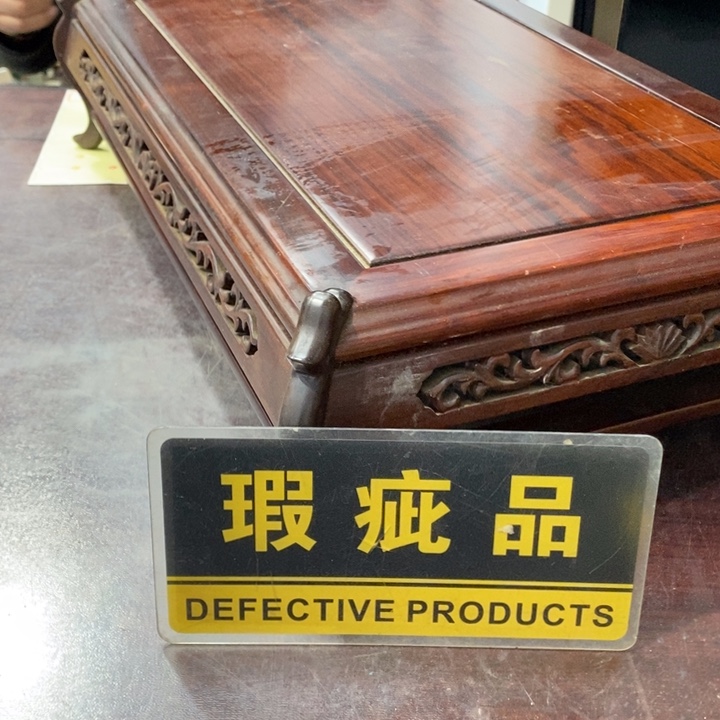 瑕疵品
DEFECTIVE PRODUCTS